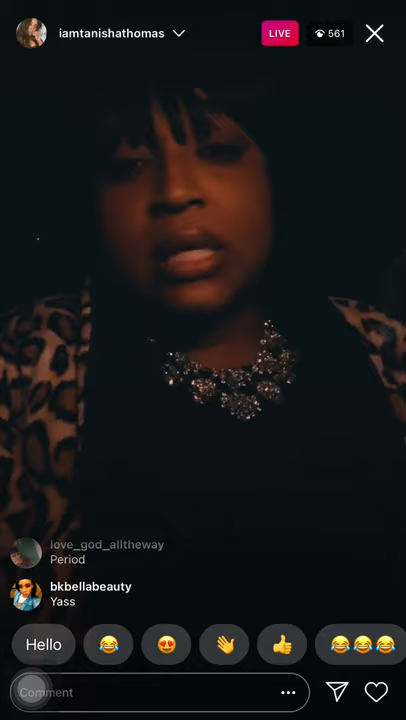 iamtanishathomas
LIVE
561
love_god_alltheway
Period
bkbellabeauty
Yass
Hello
Comment